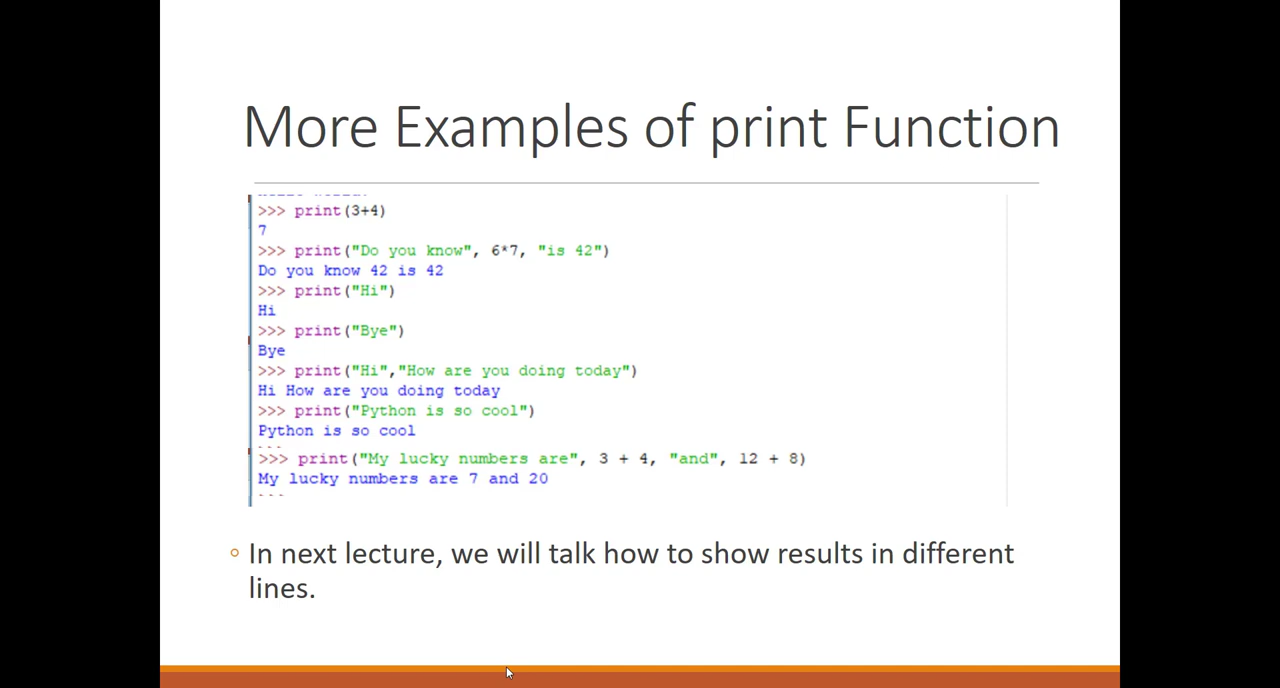 More Examples of print Function
>>> print(3+4)
7
>>> print("Do you know", 6*7, "is 42")
Do you know 42 is 42
>>> print("Hi")
Hi
>>> print("Bye")
Bye
>>> print("Hi","How are you doing today")
Hi How are you doing today
>>> print("Python is so cool")
Python is so cool
>>> print("My lucky numbers are", 3 + 4, "and", 12 + 8)
My lucky numbers are 7 and 20
In next lecture, we will talk how to show results in different
lines.